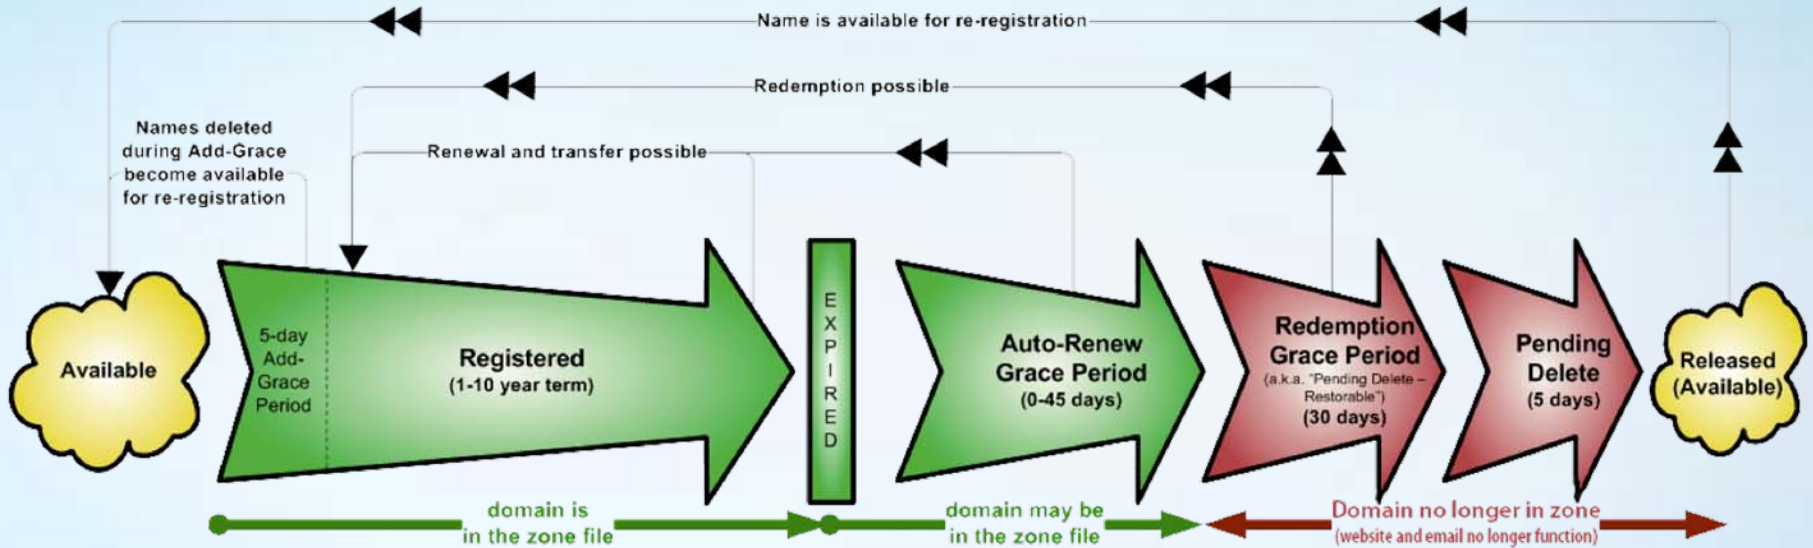 Name is available for re-registration
Redemption possible
Names deleted
during Add-Grace
become available
for re-registration
Renewal and transfer possible
Available
5-day
Add-
Grace
Period
Registered
(1-10 year term)
E
X
P
I
R
E
D
Auto-Renew
Grace Period
(0-45 days)
Redemption
Grace Period
(a.k.a. "Pending Delete –
Restorable")
(30 days)
Pending
Delete
(5 days)
Released
(Available)
domain is
in the zone file
domain may be
in the zone file
Domain no longer in zone
(website and email no longer function)